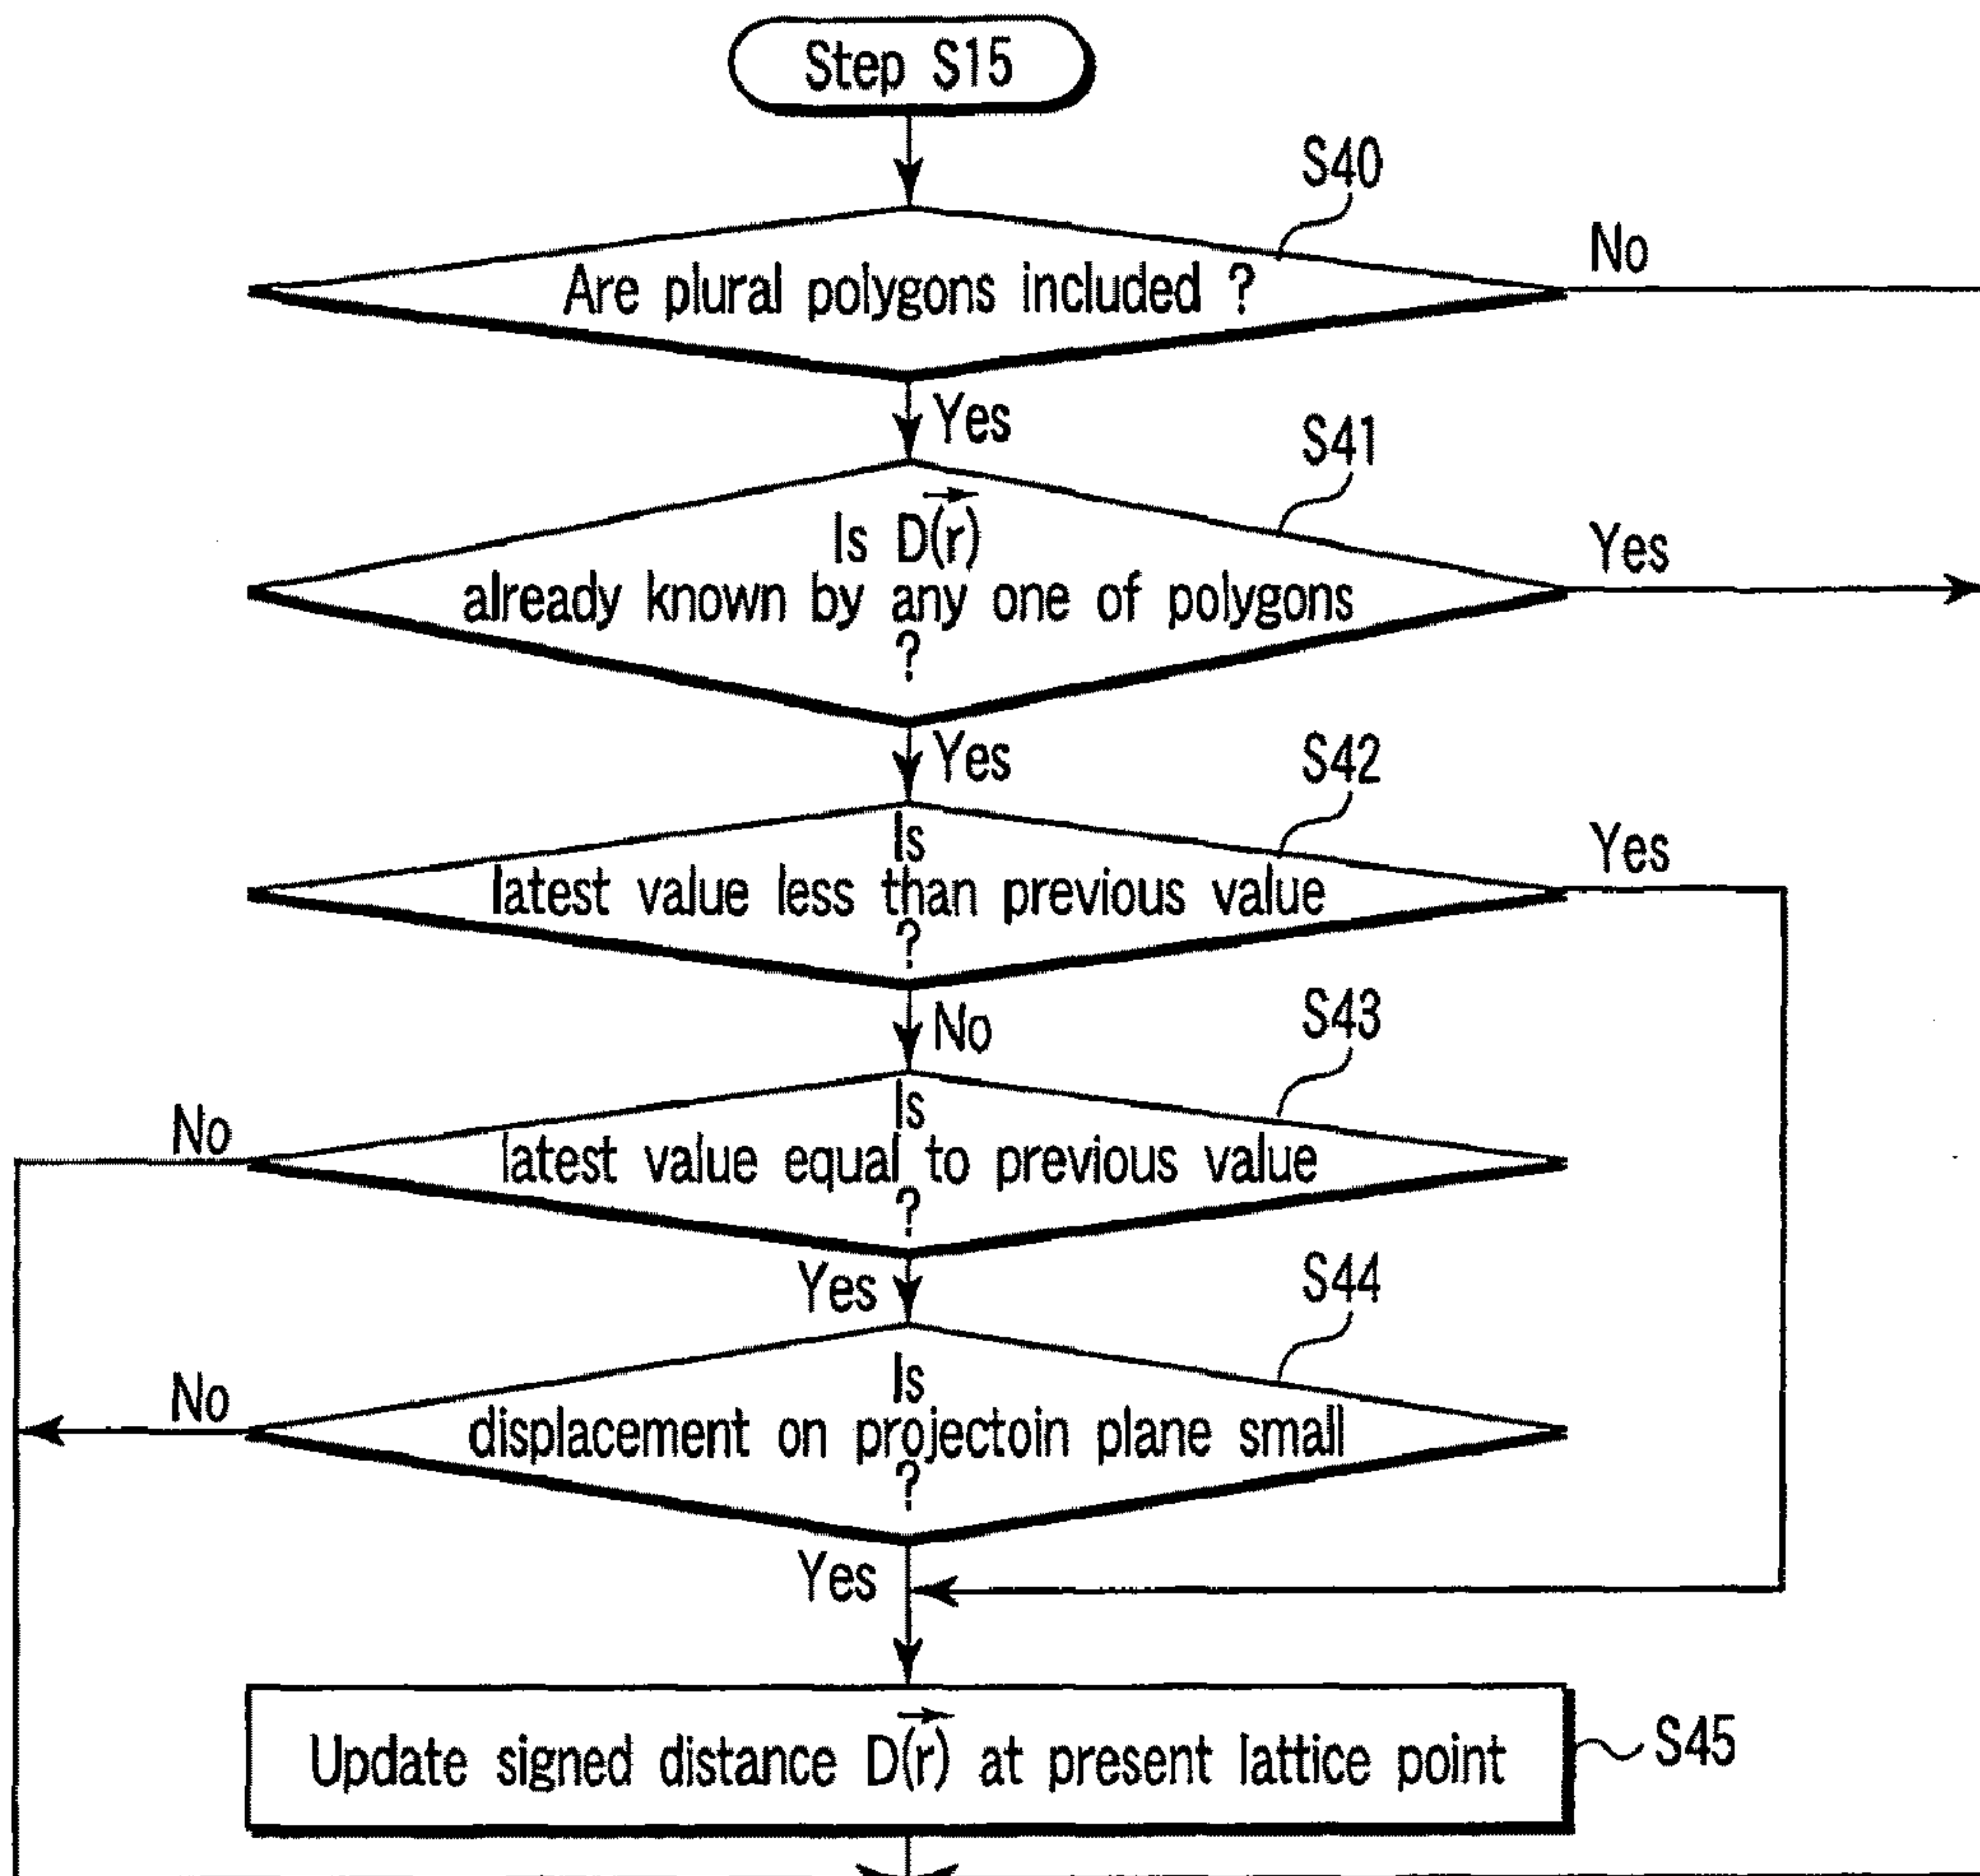 Step S15
S40
Are plural polygons included ?
No
Yes
S41
Is D(r⃗)
already known by any one of polygons
?
Yes
Yes
S42
Is
latest value less than previous value
?
Yes
No
S43
Is
latest value equal to previous value
?
No
Yes
S44
Is
displacement on projectoin plane small
?
No
Yes
Update signed distance D(r⃗) at present lattice point
S45